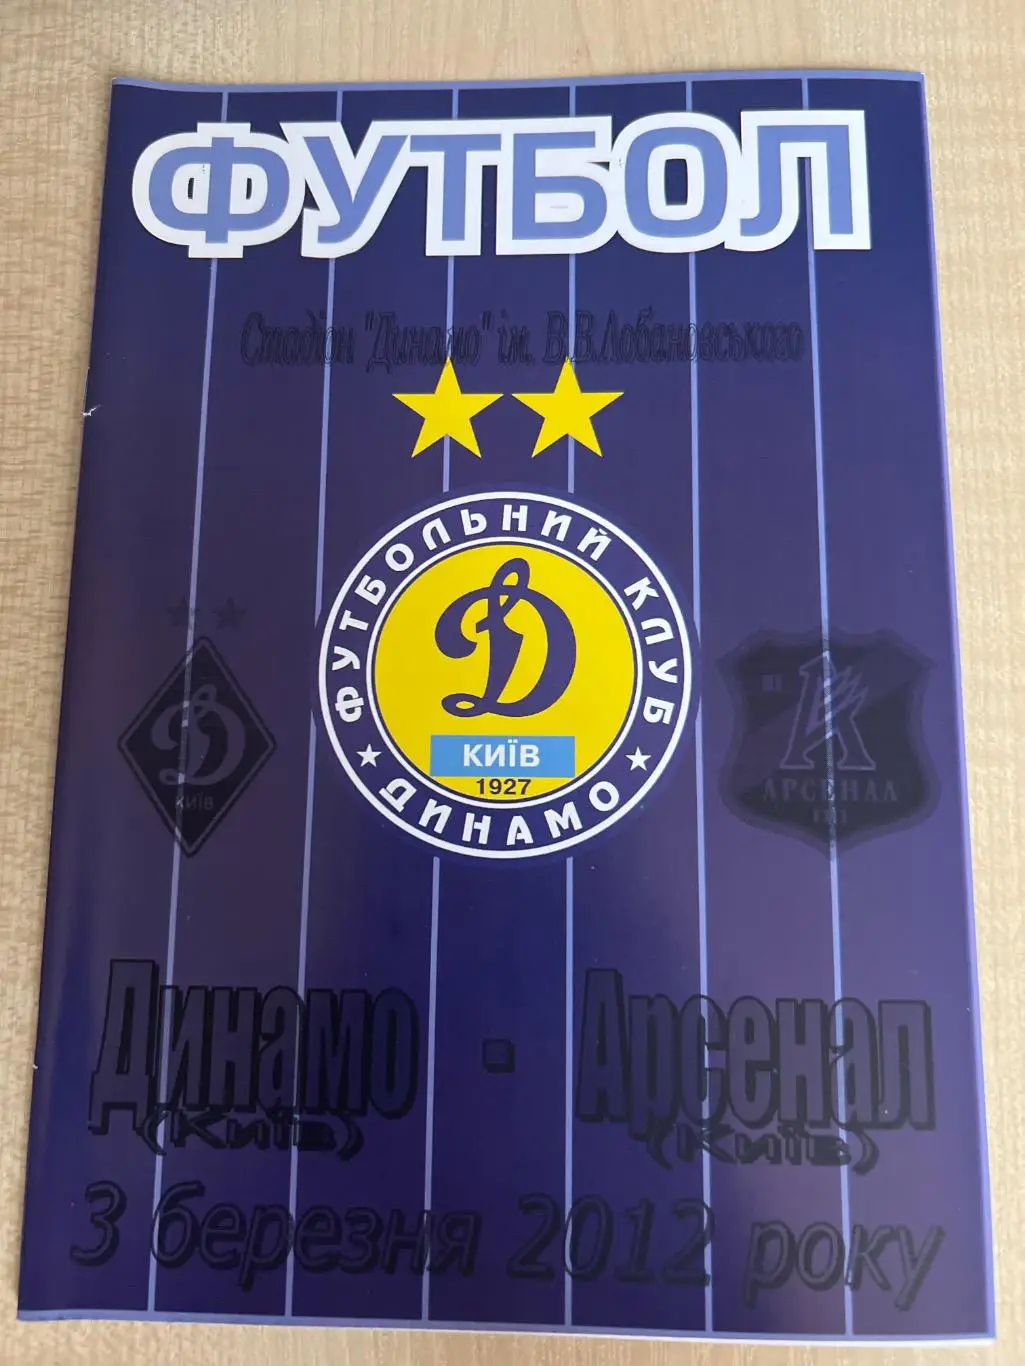 ФУТБОЛ
Стадіон "Динамо" ім. В.В.Лобановського
ФУТБОЛЬНИЙ КЛУБ
Д
КИЇВ
1927
★ ДИНАМО ★
Д
КИЇВ
К
АРСЕНАЛ
Динамо - Арсенал
(Київ) (Київ)
3 березня 2012 року